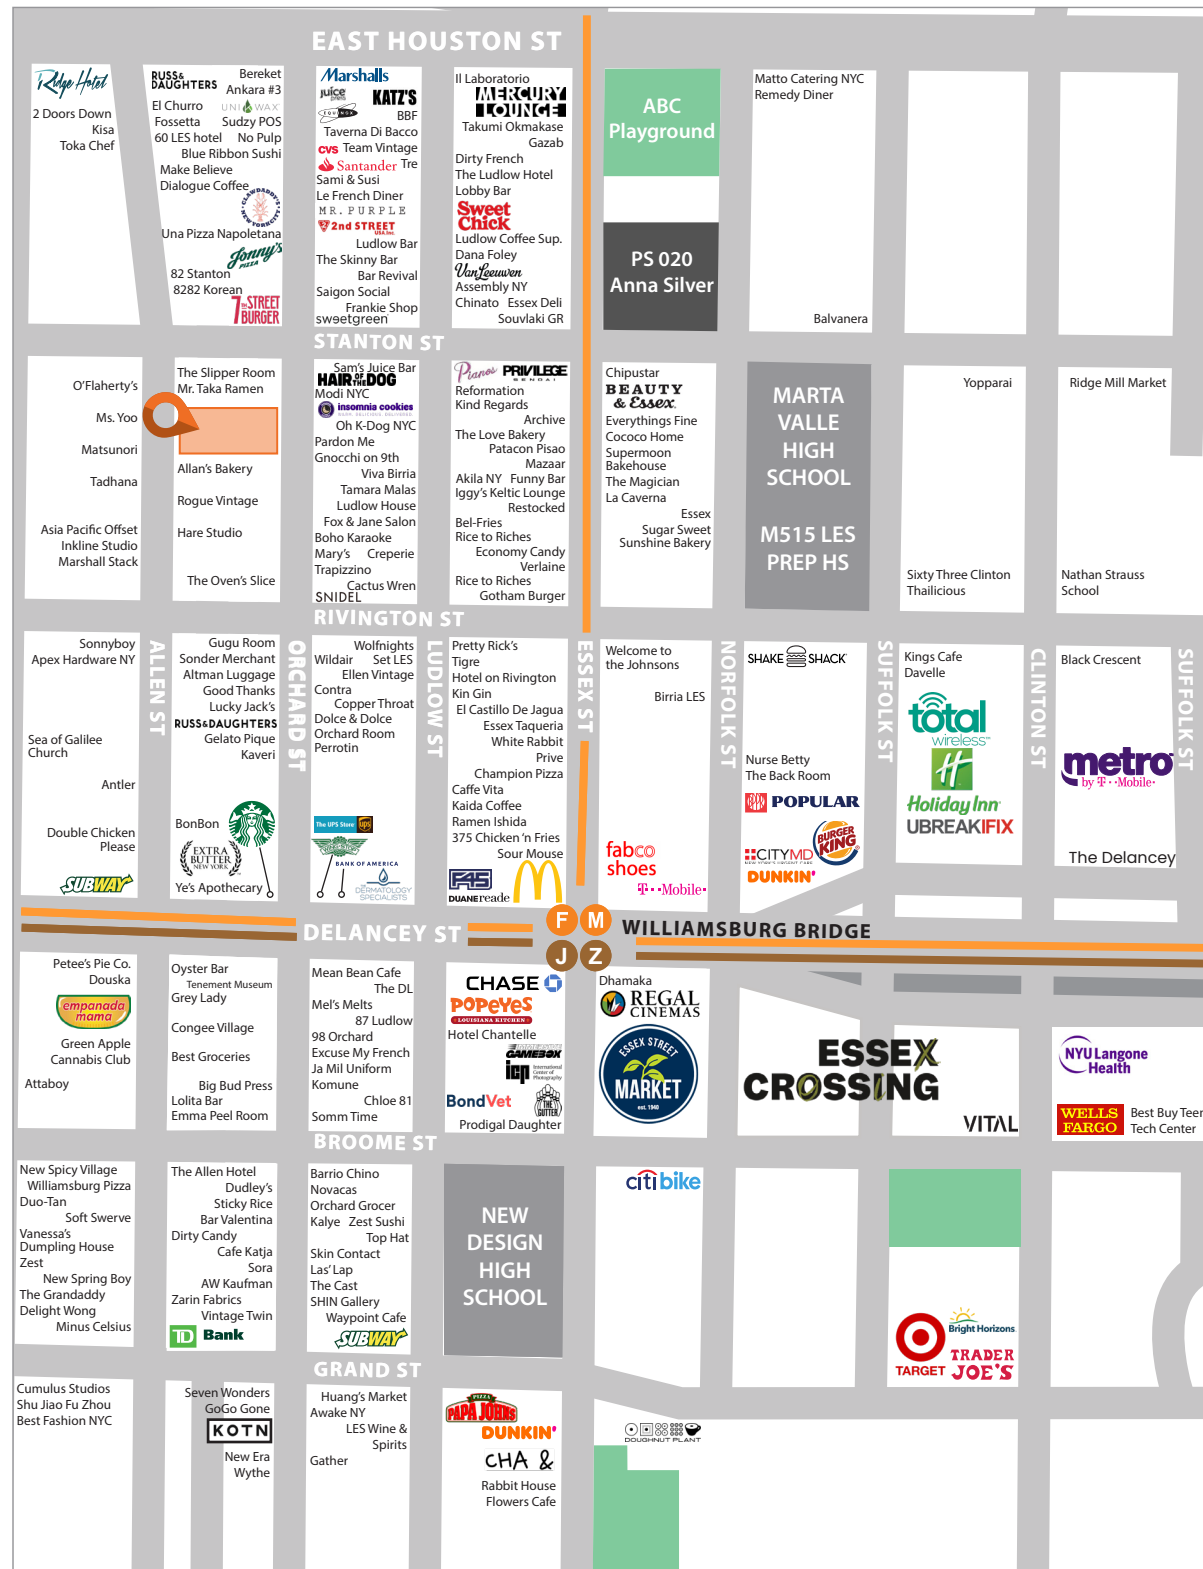 EAST HOUSTON ST
Ridge Hotel
2 Doors Down
Kisa
Toka Chef
RUSS&
DAUGHTERS
Bereket
Ankara #3
El Churro
UNI WAX
Fossetta
Sudzy POS
60 LES hotel
No Pulp
Blue Ribbon Sushi
Make Believe
Dialogue Coffee
Una Pizza Napoletana
Jonny's
PIZZA
82 Stanton
8282 Korean
7TH STREET
BURGER
Marshalls
juice
press
KATZ'S
EQUINOX
BBF
Taverna Di Bacco
CVS
Team Vintage
Santander
Tre
Sami & Susi
Le French Diner
MR. PURPLE
2nd STREET
USA, Inc.
Ludlow Bar
The Skinny Bar
Bar Revival
Saigon Social
Frankie Shop
sweetgreen
Il Laboratorio
MERCURY
LOUNGE
Takumi Okmakase
Gazab
Dirty French
The Ludlow Hotel
Lobby Bar
Sweet
Chick
Ludlow Coffee Sup.
Dana Foley
Van Leeuwen
Assembly NY
Chinato
Essex Deli
Souvlaki GR
ABC
Playground
PS 020
Anna Silver
Matto Catering NYC
Remedy Diner
Balvanera
STANTON ST
O'Flaherty's
Ms. Yoo
Matsunori
Tadhana
Asia Pacific Offset
Inkline Studio
Marshall Stack
The Slipper Room
Mr. Taka Ramen
Allan's Bakery
Rogue Vintage
Hare Studio
The Oven's Slice
Sam's Juice Bar
HAIR OF THE DOG
Modi NYC
insomnia cookies
Oh K-Dog NYC
Pardon Me
Gnocchi on 9th
Viva Birria
Tamara Malas
Ludlow House
Fox & Jane Salon
Boho Karaoke
Mary's
Creperie
Trapizzino
Cactus Wren
SNIDEL
Pianos
PRIVILEGE
BENGAI
Reformation
Kind Regards
Archive
The Love Bakery
Patacon Pisao
Mazaar
Akila NY
Funny Bar
Iggy's Keltic Lounge
Restocked
Bel-Fries
Rice to Riches
Economy Candy
Verlaine
Rice to Riches
Gotham Burger
Chipustar
BEAUTY
& Essex
Everythings Fine
Cococo Home
Supermoon
Bakehouse
The Magician
La Caverna
Essex
Sugar Sweet
Sunshine Bakery
MARTA
VALLE
HIGH
SCHOOL
M515 LES
PREP HS
Yopparai
Sixty Three Clinton
Thailicious
Ridge Mill Market
Nathan Strauss
School
RIVINGTON ST
ALLEN ST
ORCHARD ST
LUDLOW ST
ESSEX ST
NORFOLK ST
SUFFOLK ST
CLINTON ST
SUFFOLK ST
Sonnyboy
Apex Hardware NY
Sea of Galilee
Church
Antler
Double Chicken
Please
SUBWAY
Gugu Room
Sonder Merchant
Altman Luggage
Good Thanks
Lucky Jack's
RUSS&DAUGHTERS
Gelato Pique
Kaveri
BonBon
EXTRA
BUTTER
NEW YORK
Ye's Apothecary
Wolfnights
Wildair
Set LES
Ellen Vintage
Contra
Copper Throat
Dolce & Dolce
Orchard Room
Perrotin
The UPS Store
ups
WINGSTOP
BANK OF AMERICA
DERMATOLOGY
SPECIALISTS
Pretty Rick's
Tigre
Hotel on Rivington
Kin Gin
El Castillo De Jagua
Essex Taqueria
White Rabbit
Prive
Champion Pizza
Caffe Vita
Kaida Coffee
Ramen Ishida
375 Chicken 'n Fries
Sour Mouse
F45
DUANEreade
Welcome to
the Johnsons
Birria LES
fabco
shoes
T-Mobile
SHAKE SHACK
Nurse Betty
The Back Room
POPULAR
CITYMD
BURGER
KING
DUNKIN'
Kings Cafe
Davelle
total
wireless
H
Holiday Inn
UBREAKIFIX
Black Crescent
metro
by T-Mobile
The Delancey
DELANCEY ST
F M
J Z
WILLIAMSBURG BRIDGE
Petee's Pie Co.
Douska
empanada
mama
Green Apple
Cannabis Club
Attaboy
Oyster Bar
Tenement Museum
Grey Lady
Congee Village
Best Groceries
Big Bud Press
Lolita Bar
Emma Peel Room
Mean Bean Cafe
The DL
Mel's Melts
87 Ludlow
98 Orchard
Excuse My French
Ja Mil Uniform
Komune
Chloe 81
Somm Time
CHASE
POPEYES
LOUISIANA KITCHEN
Hotel Chantelle
GAMEBOX
icp
International
Center of
Photography
BondVet
THE
GUTTER
Prodigal Daughter
Dhamaka
REGAL
CINEMAS
ESSEX STREET
MARKET
est. 1940
ESSEX
CROSSING
VITAL
NYU Langone
Health
WELLS
FARGO
Best Buy Teen
Tech Center
BROOME ST
New Spicy Village
Williamsburg Pizza
Duo-Tan
Soft Swerve
Vanessa's
Dumpling House
Zest
New Spring Boy
The Grandaddy
Delight Wong
Minus Celsius
The Allen Hotel
Dudley's
Sticky Rice
Bar Valentina
Dirty Candy
Cafe Katja
Sora
AW Kaufman
Zarin Fabrics
Vintage Twin
TD Bank
Barrio Chino
Novacas
Orchard Grocer
Kalye
Zest Sushi
Top Hat
Skin Contact
Las' Lap
The Cast
SHIN Gallery
Waypoint Cafe
SUBWAY
NEW
DESIGN
HIGH
SCHOOL
citi bike
TARGET
Bright Horizons
TRADER
JOE'S
GRAND ST
Cumulus Studios
Shu Jiao Fu Zhou
Best Fashion NYC
Seven Wonders
GoGo Gone
KOTN
New Era
Wythe
Huang's Market
Awake NY
LES Wine &
Spirits
Gather
PIZZA
PAPA JOHNS
DUNKIN'
CHA &
Rabbit House
Flowers Cafe
DOUGHNUT PLANT